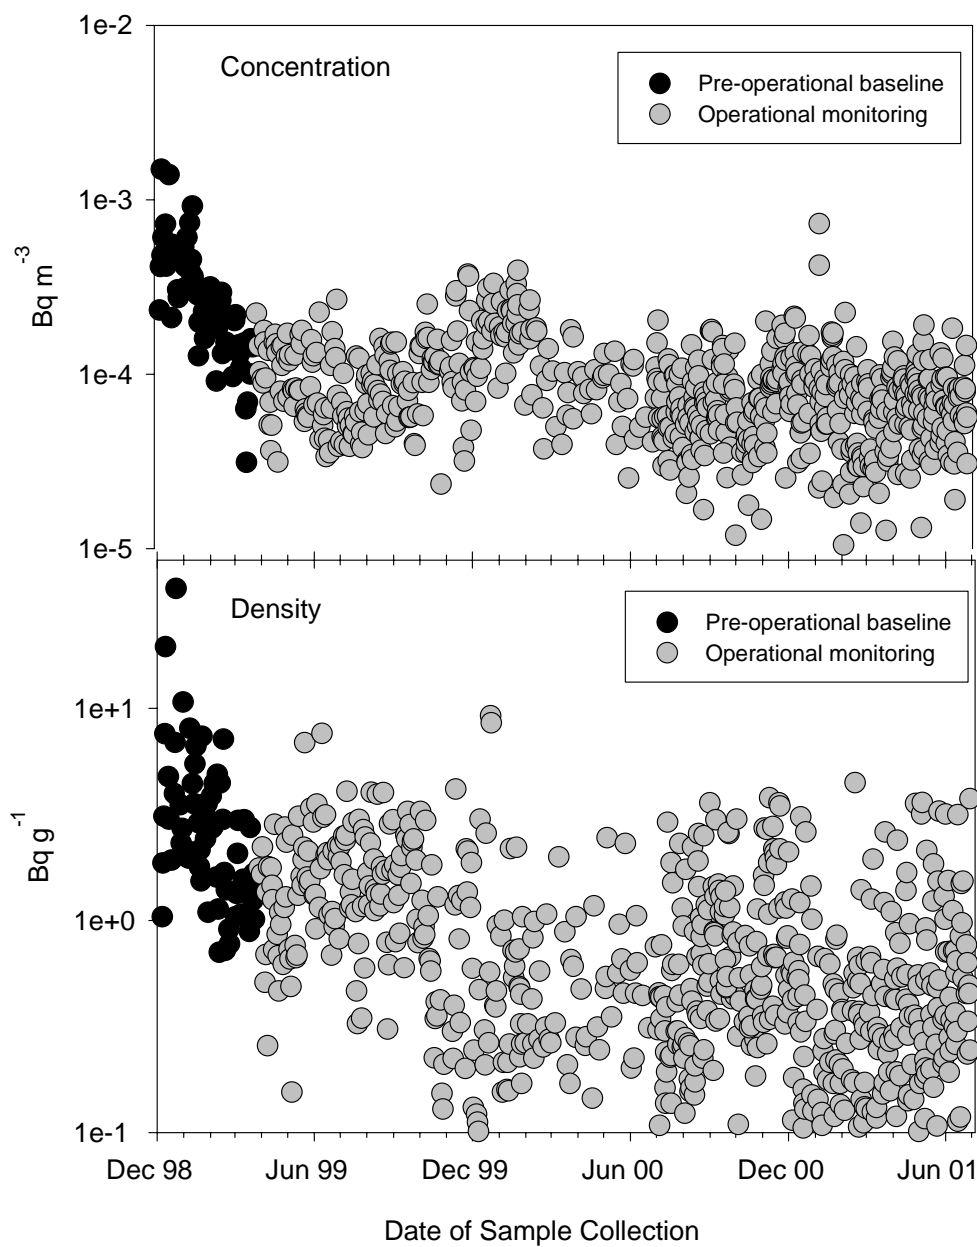 1e-2
Concentration
Pre-operational baseline
Operational monitoring
1e-3
Bq m⁻³
1e-4
1e-5
Density
Pre-operational baseline
Operational monitoring
1e+1
Bq g⁻¹
1e+0
1e-1
Dec 98 Jun 99 Dec 99 Jun 00 Dec 00 Jun 01
Date of Sample Collection